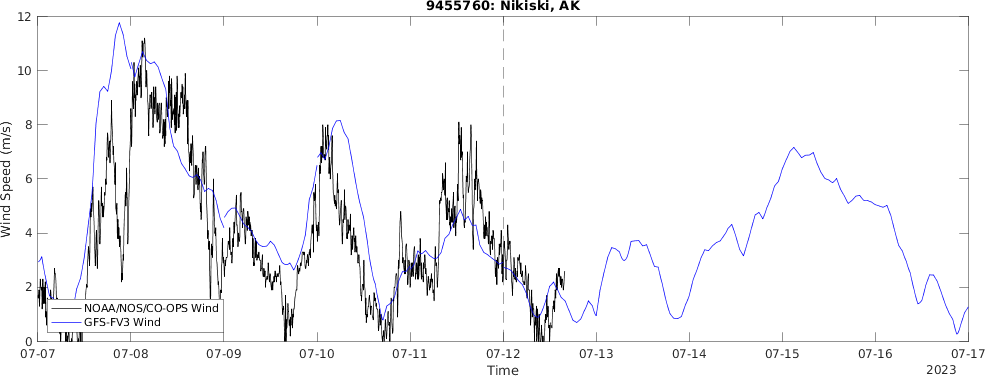 9455760: Nikiski, AK
Wind Speed (m/s)
12
10
8
6
4
2
0
NOAA/NOS/CO-OPS Wind
GFS-FV3 Wind
07-07 07-08 07-09 07-10 07-11 07-12 07-13 07-14 07-15 07-16 07-17
Time
2023